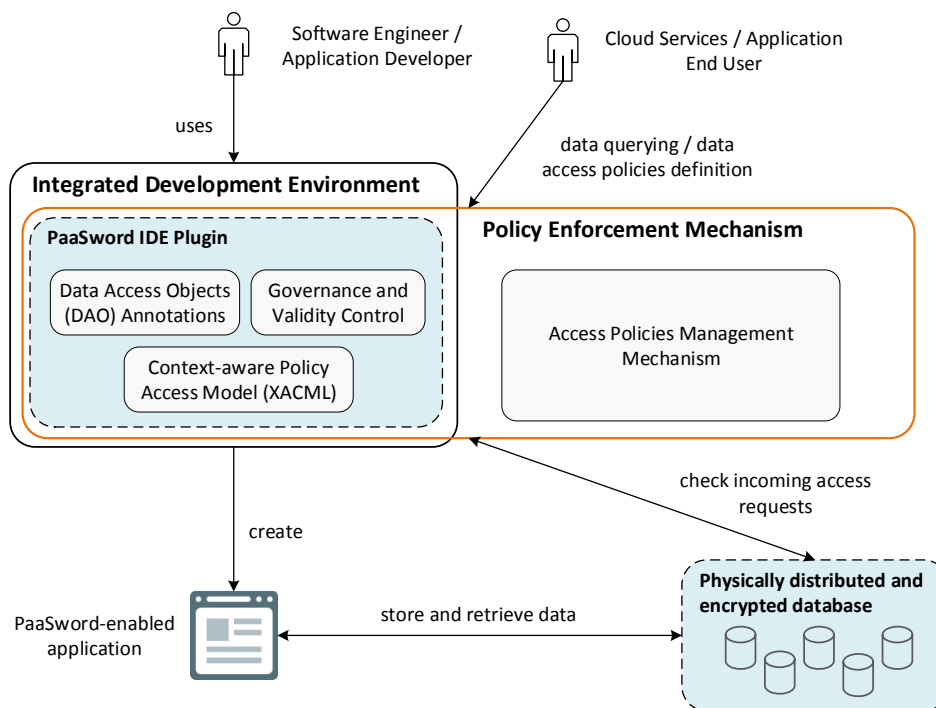 Software Engineer /
Application Developer
Cloud Services / Application
End User
uses
data querying / data
access policies definition
Integrated Development Environment
PaaSword IDE Plugin
Policy Enforcement Mechanism
Data Access Objects
(DAO) Annotations
Governance and
Validity Control
Context-aware Policy
Access Model (XACML)
Access Policies Management
Mechanism
check incoming access
requests
create
PaaSword-enabled
application
store and retrieve data
Physically distributed and
encrypted database